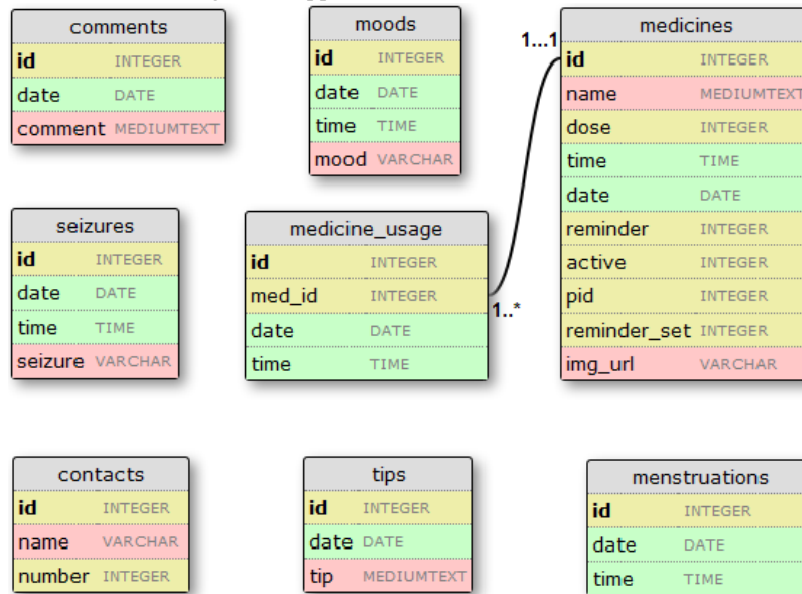 comments
id INTEGER
date DATE
comment MEDIUMTEXT
moods
id INTEGER
date DATE
time TIME
mood VARCHAR
1...1
medicines
id INTEGER
name MEDIUMTEXT
dose INTEGER
time TIME
date DATE
reminder INTEGER
active INTEGER
pid INTEGER
reminder_set INTEGER
img_url VARCHAR
seizures
id INTEGER
date DATE
time TIME
seizure VARCHAR
medicine_usage
id INTEGER
med_id INTEGER
date DATE
time TIME
1..*
contacts
id INTEGER
name VARCHAR
number INTEGER
tips
id INTEGER
date DATE
tip MEDIUMTEXT
menstruations
id INTEGER
date DATE
time TIME